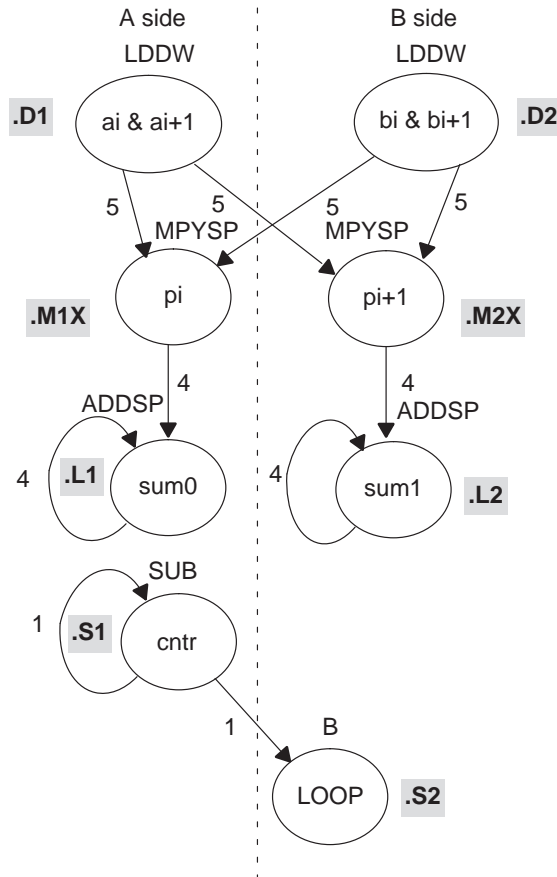 A side B side
LDDW LDDW
.D1 ai & ai+1 bi & bi+1 .D2
5 5 5 5
MPYSP MPYSP
.M1X pi pi+1 .M2X
4 4
ADDSP ADDSP
4 .L1 sum0 4 sum1 .L2
SUB
1 .S1 cntr
1 B
LOOP .S2